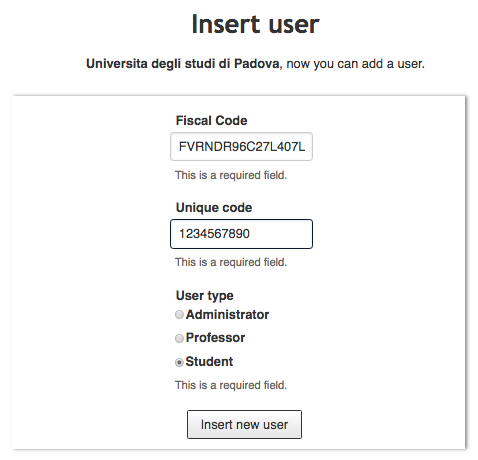 Insert user
Universita degli studi di Padova, now you can add a user.
Fiscal Code
FVRNDR96C27L407L
This is a required field.
Unique code
1234567890
This is a required field.
User type
Administrator
Professor
Student
This is a required field.
Insert new user